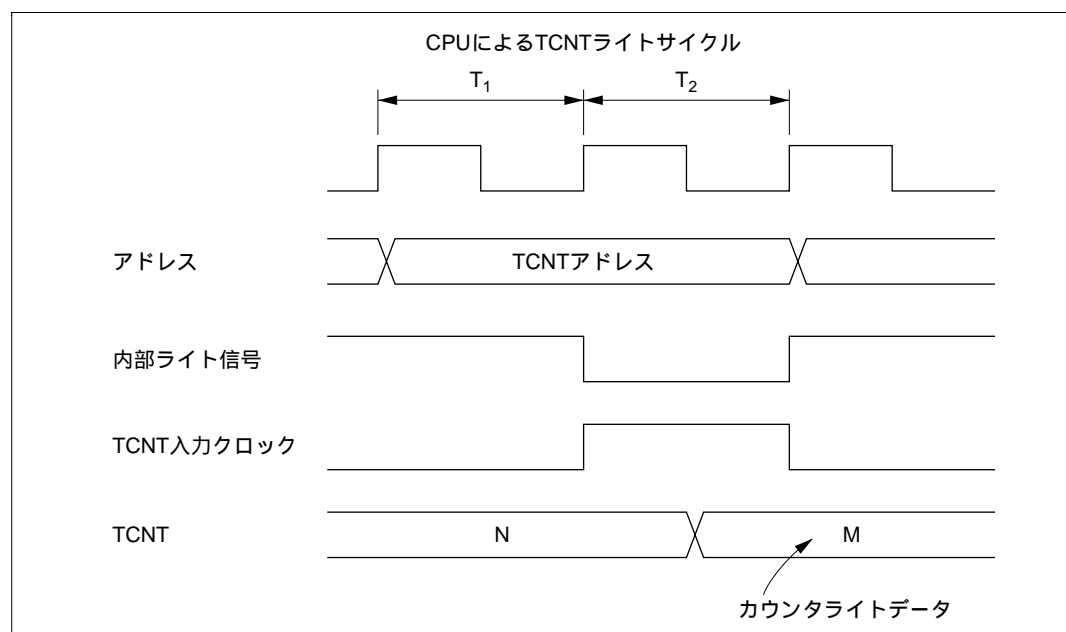 CPUによるTCNTライトサイクル
T1 T2
アドレス TCNTアドレス
内部ライト信号
TCNT入力クロック
TCNT N M
カウンタライトデータ